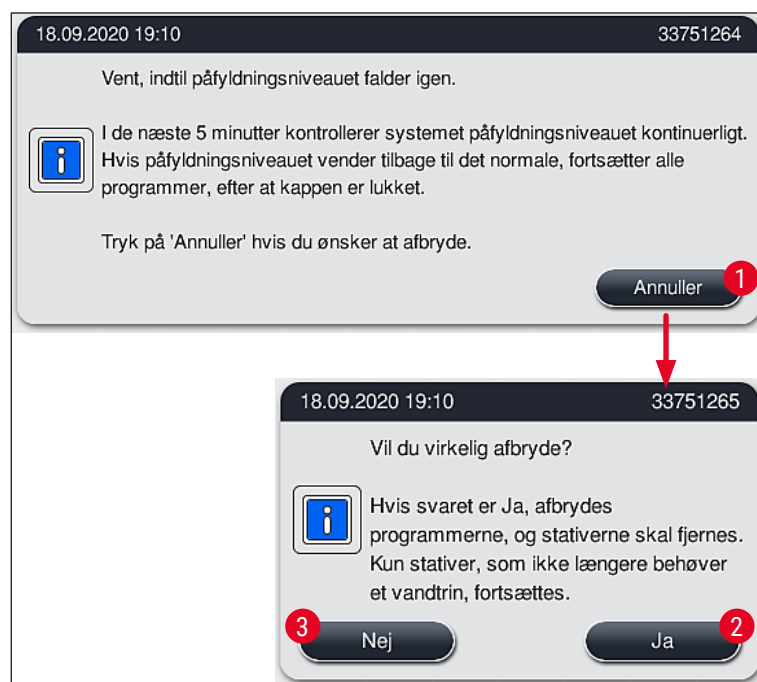 18.09.2020 19:10 33751264
Vent, indtil påfyldningsniveauet falder igen.
I de næste 5 minutter kontrollerer systemet påfyldningsniveauet kontinuerligt.
Hvis påfyldningsniveauet vender tilbage til det normale, fortsætter alle
programmer, efter at kappen er lukket.
Tryk på 'Annuller' hvis du ønsker at afbryde.
Annuller 1
18.09.2020 19:10 33751265
Vil du virkelig afbryde?
Hvis svaret er Ja, afbrydes
programmerne, og stativerne skal fjernes.
Kun stativer, som ikke længere behøver
et vandtrin, fortsættes.
3 Nej Ja 2